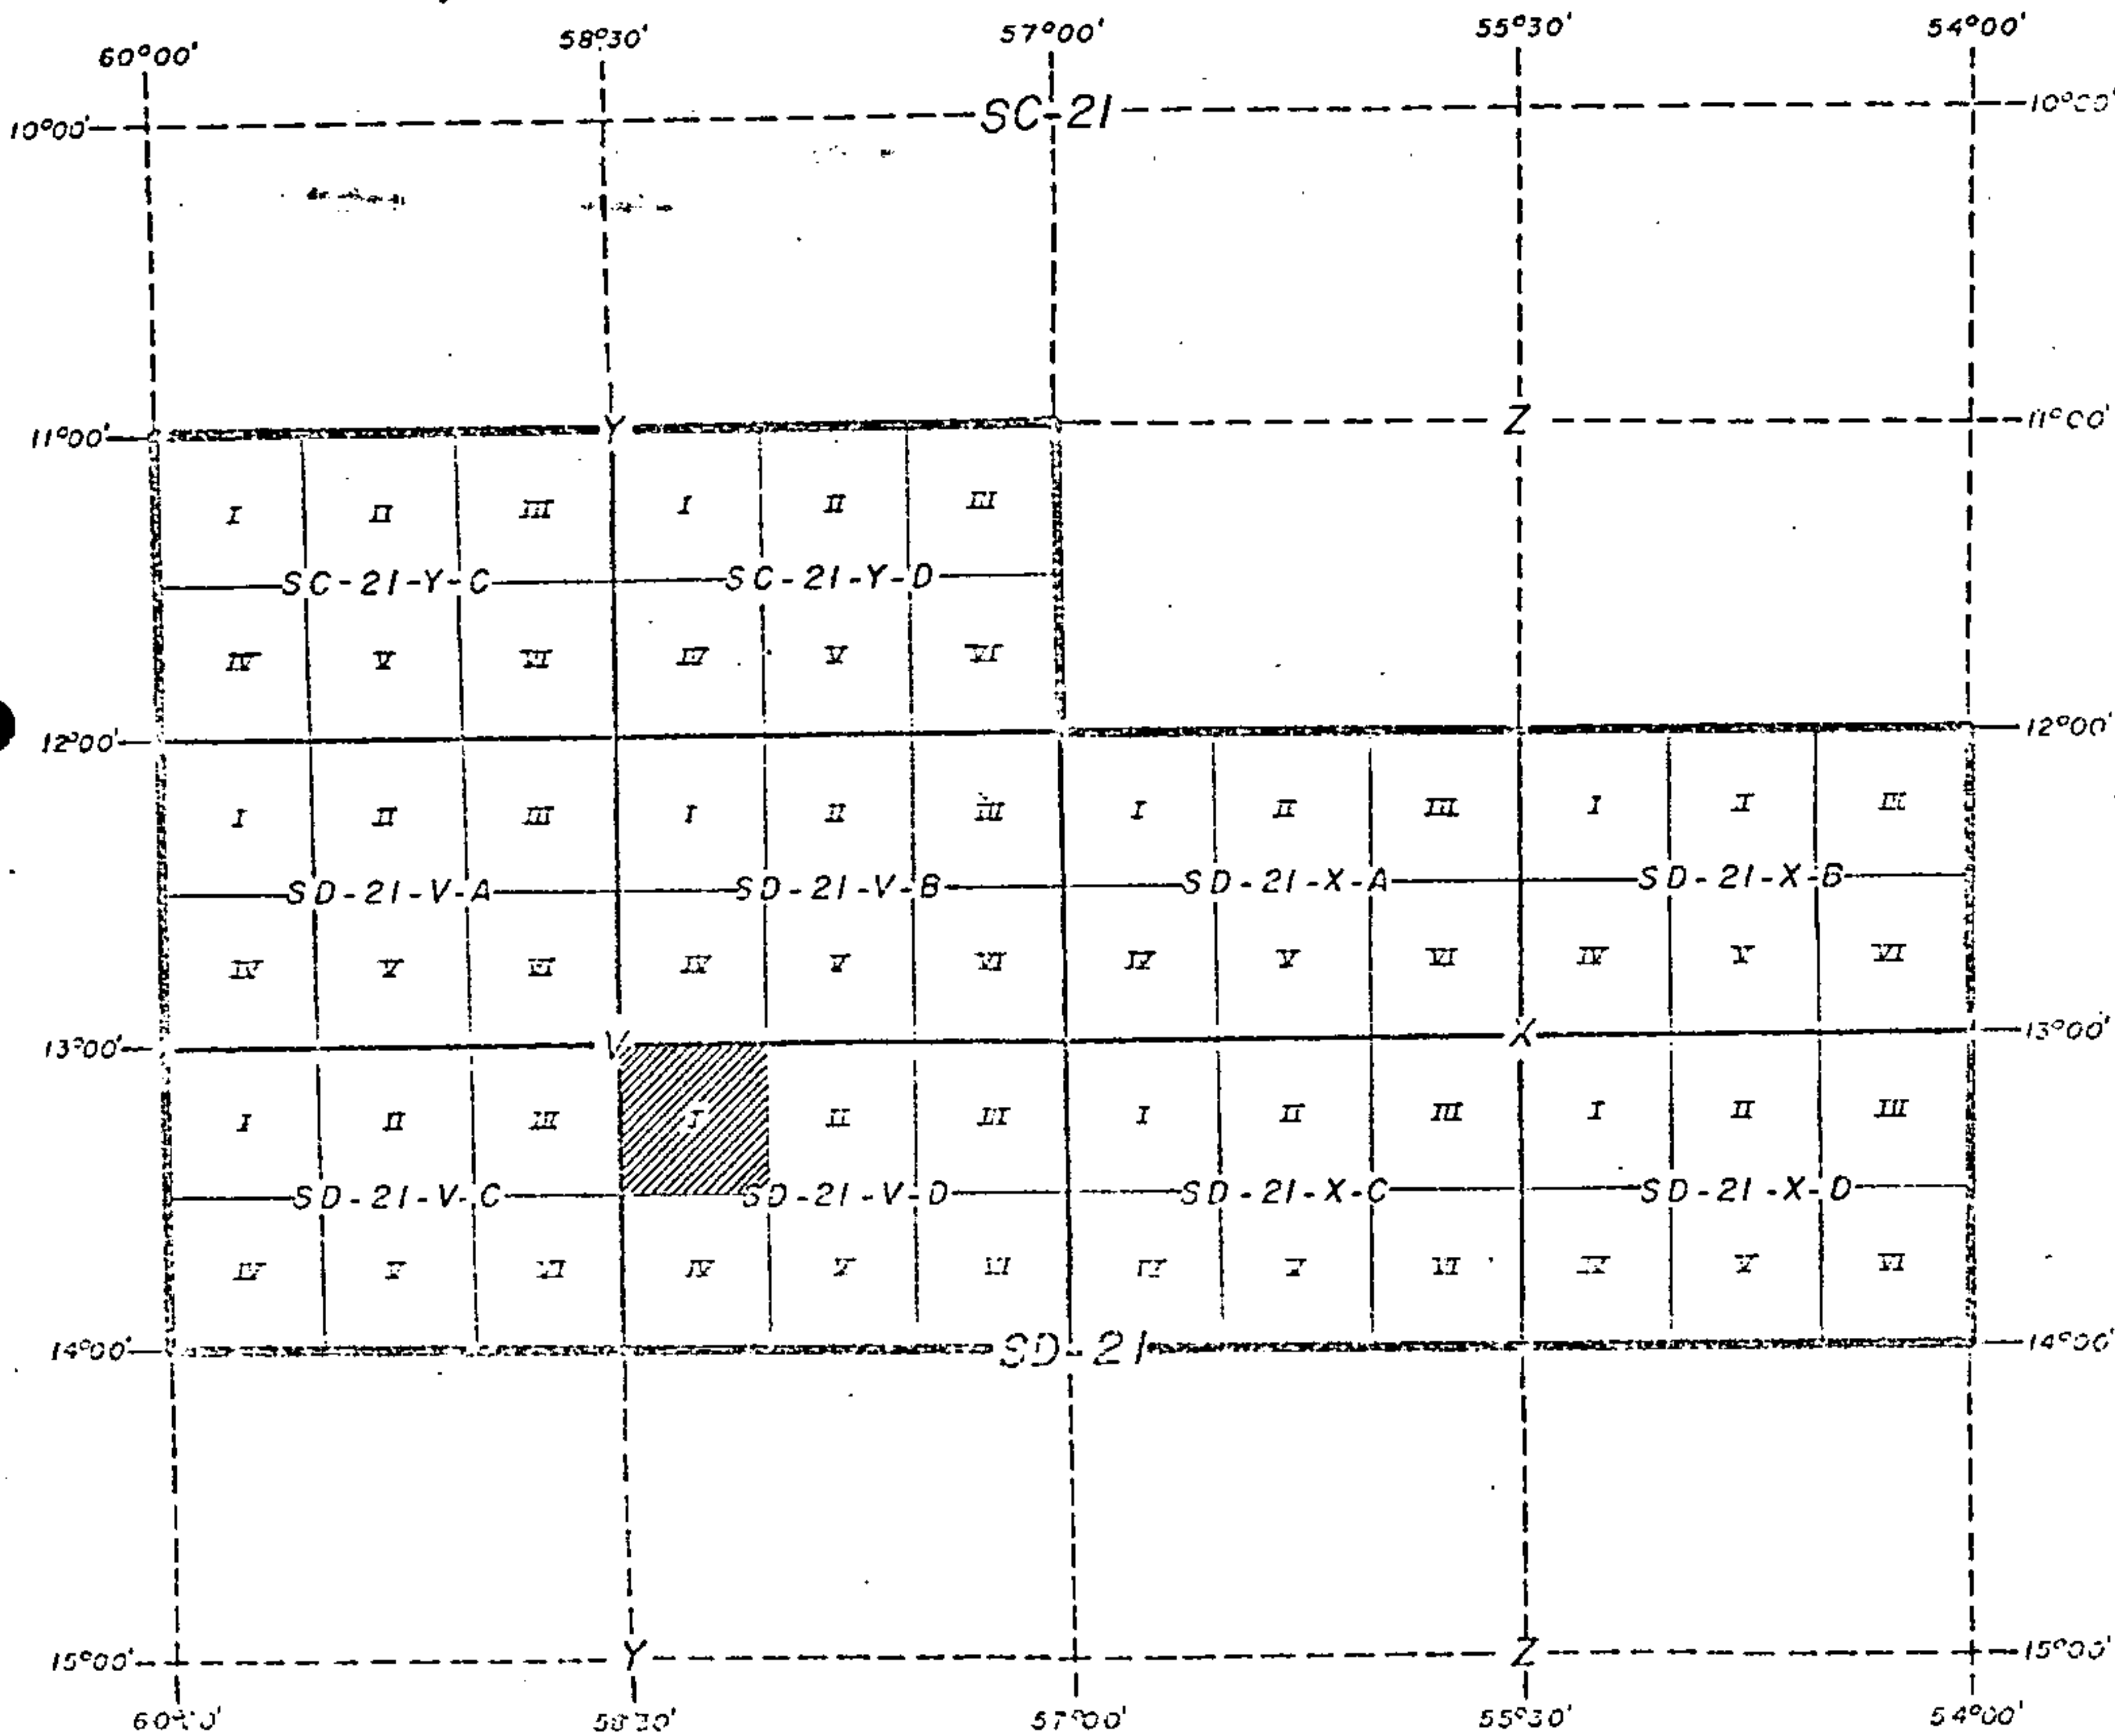 60°00' 58°30' 57°00' 55°30' 54°00'
10°00' SC-21 10°00'
11°00' Y Z 11°00'
I II III I II III
SC-21-Y-C SC-21-Y-D
IV V VI IV V VI
12°00' 12°00'
I II III I II III I II III I II III
SD-21-V-A SD-21-V-B SD-21-X-A SD-21-X-B
IV V VI IV V VI IV V VI IV V VI
13°00' V X 13°00'
I II III I II III I II III I II III
SD-21-V-C SD-21-V-D SD-21-X-C SD-21-X-D
IV V VI IV V VI IV V VI IV V VI
14°00' SD-21 14°00'
15°00' Y Z 15°00'
60°00' 58°30' 57°00' 55°30' 54°00'